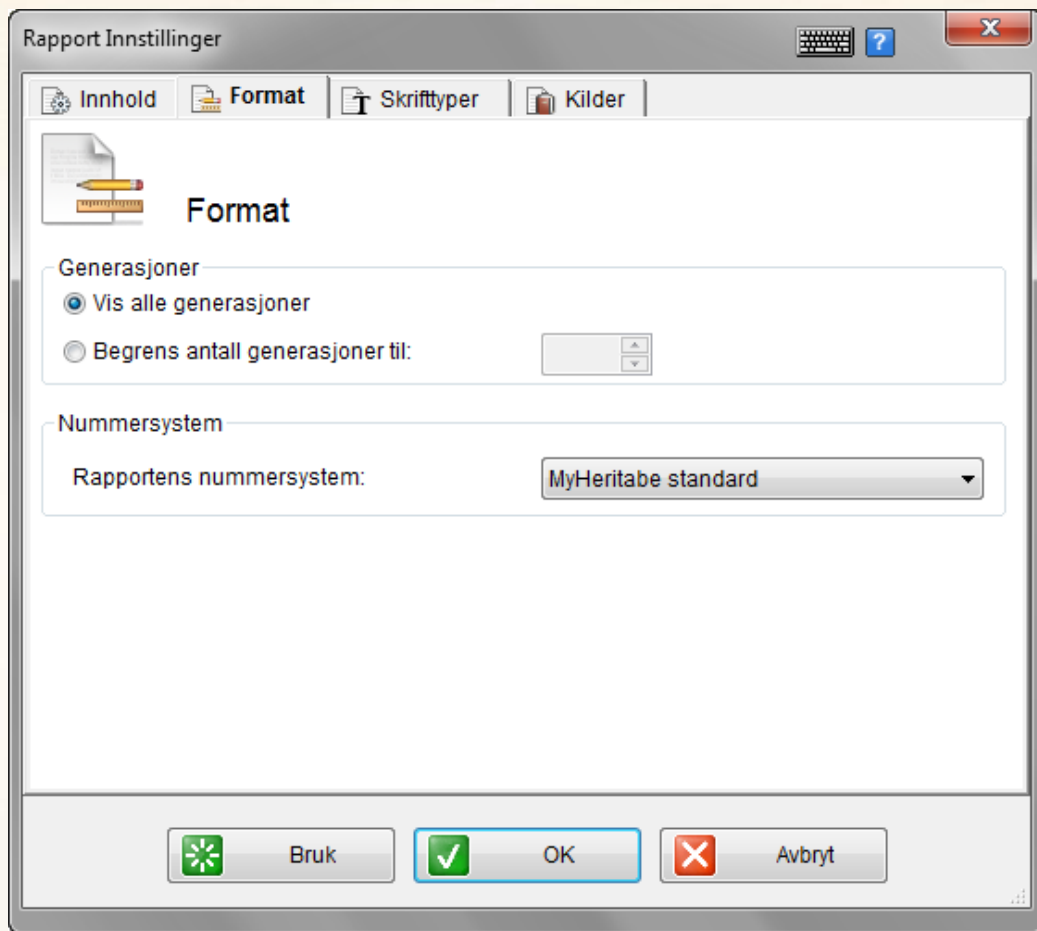 Rapport Innstillinger
Innhold Format Skrifttyper Kilder
Format
Generasjoner
Vis alle generasjoner
Begrens antall generasjoner til:
Nummersystem
Rapportens nummersystem: MyHeritabe standard
Bruk OK Avbryt